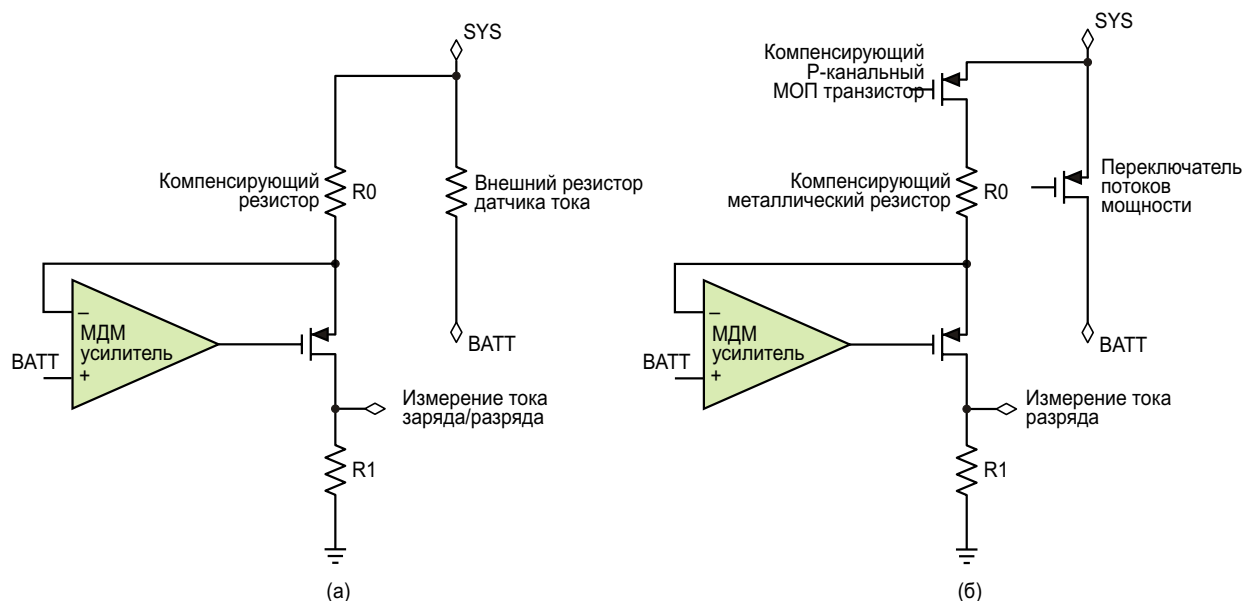 SYS
Компенсирующий
резистор
R0
Внешний резистор
датчика тока
–
МДМ
усилитель
BATT
+
BATT
Измерение тока
заряда/разряда
R1
(а)
SYS
Компенсирующий
P-канальный
МОП транзистор
Компенсирующий
металлический резистор
R0
Переключатель
потоков
мощности
–
МДМ
усилитель
BATT
+
BATT
Измерение тока
разряда
R1
(б)